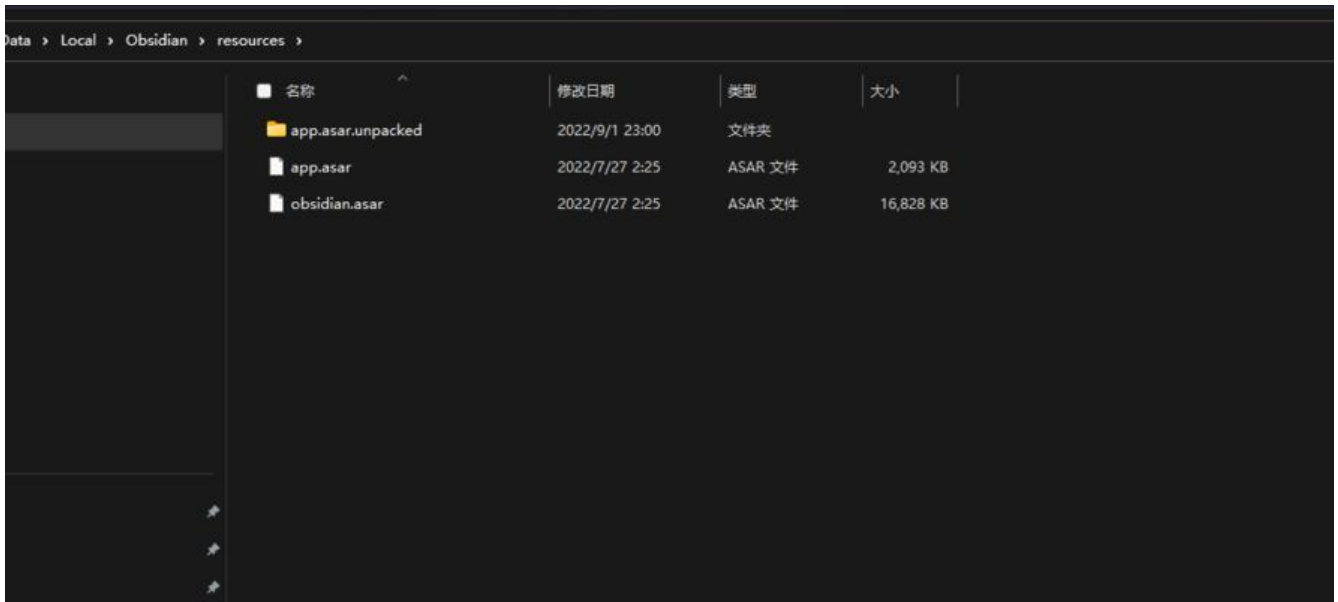 Data › Local › Obsidian › resources ›
名称 修改日期 类型 大小
app.asar.unpacked 2022/9/1 23:00 文件夹
app.asar 2022/7/27 2:25 ASAR 文件 2,093 KB
obsidian.asar 2022/7/27 2:25 ASAR 文件 16,828 KB